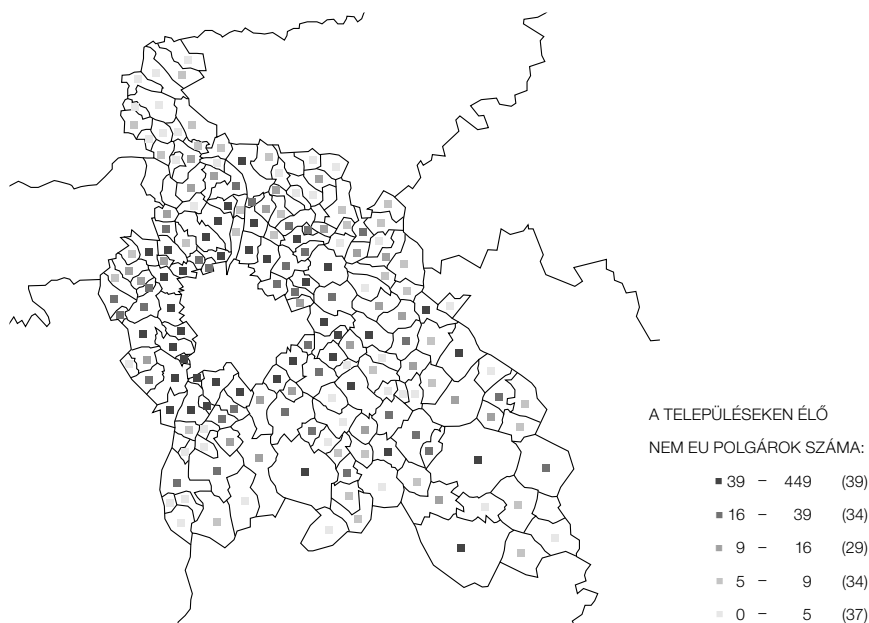 A TELEPÜLÉSEKEN ÉLŐ
NEM EU POLGÁROK SZÁMA:
39 – 449 (39)
16 – 39 (34)
9 – 16 (29)
5 – 9 (34)
0 – 5 (37)